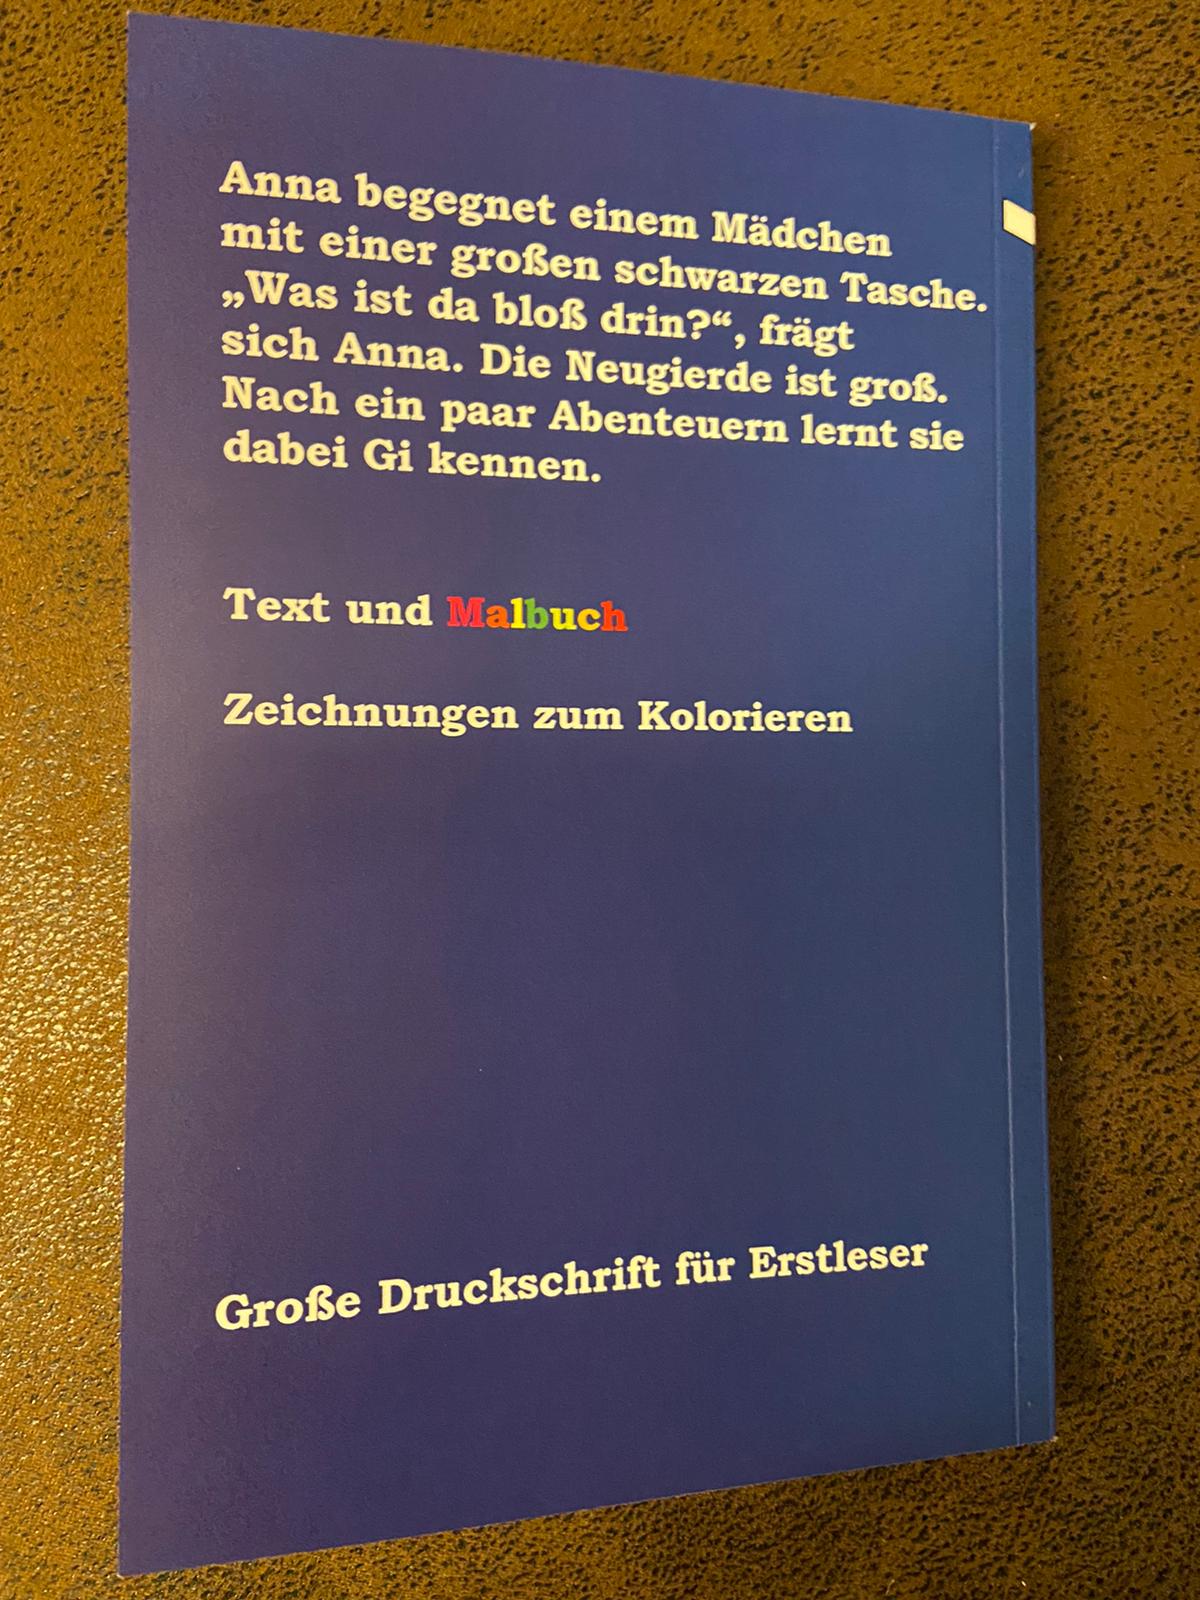 Anna begegnet einem Mädchen
mit einer großen schwarzen Tasche.
„Was ist da bloß drin?“, frägt
sich Anna. Die Neugierde ist groß.
Nach ein paar Abenteuern lernt sie
dabei Gi kennen.
Text und Malbuch
Zeichnungen zum Kolorieren
Große Druckschrift für Erstleser